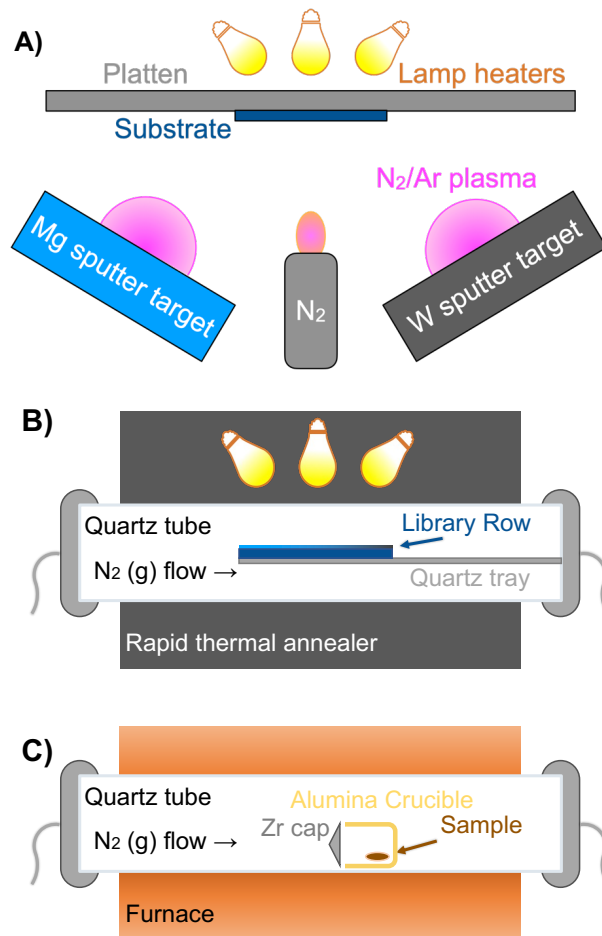 A)
Platten
Lamp heaters
Substrate
N₂/Ar plasma
Mg sputter target
N₂
W sputter target
B)
Quartz tube
Library Row
N₂ (g) flow →
Quartz tray
Rapid thermal annealer
C)
Quartz tube
Alumina Crucible
Zr cap
Sample
N₂ (g) flow →
Furnace